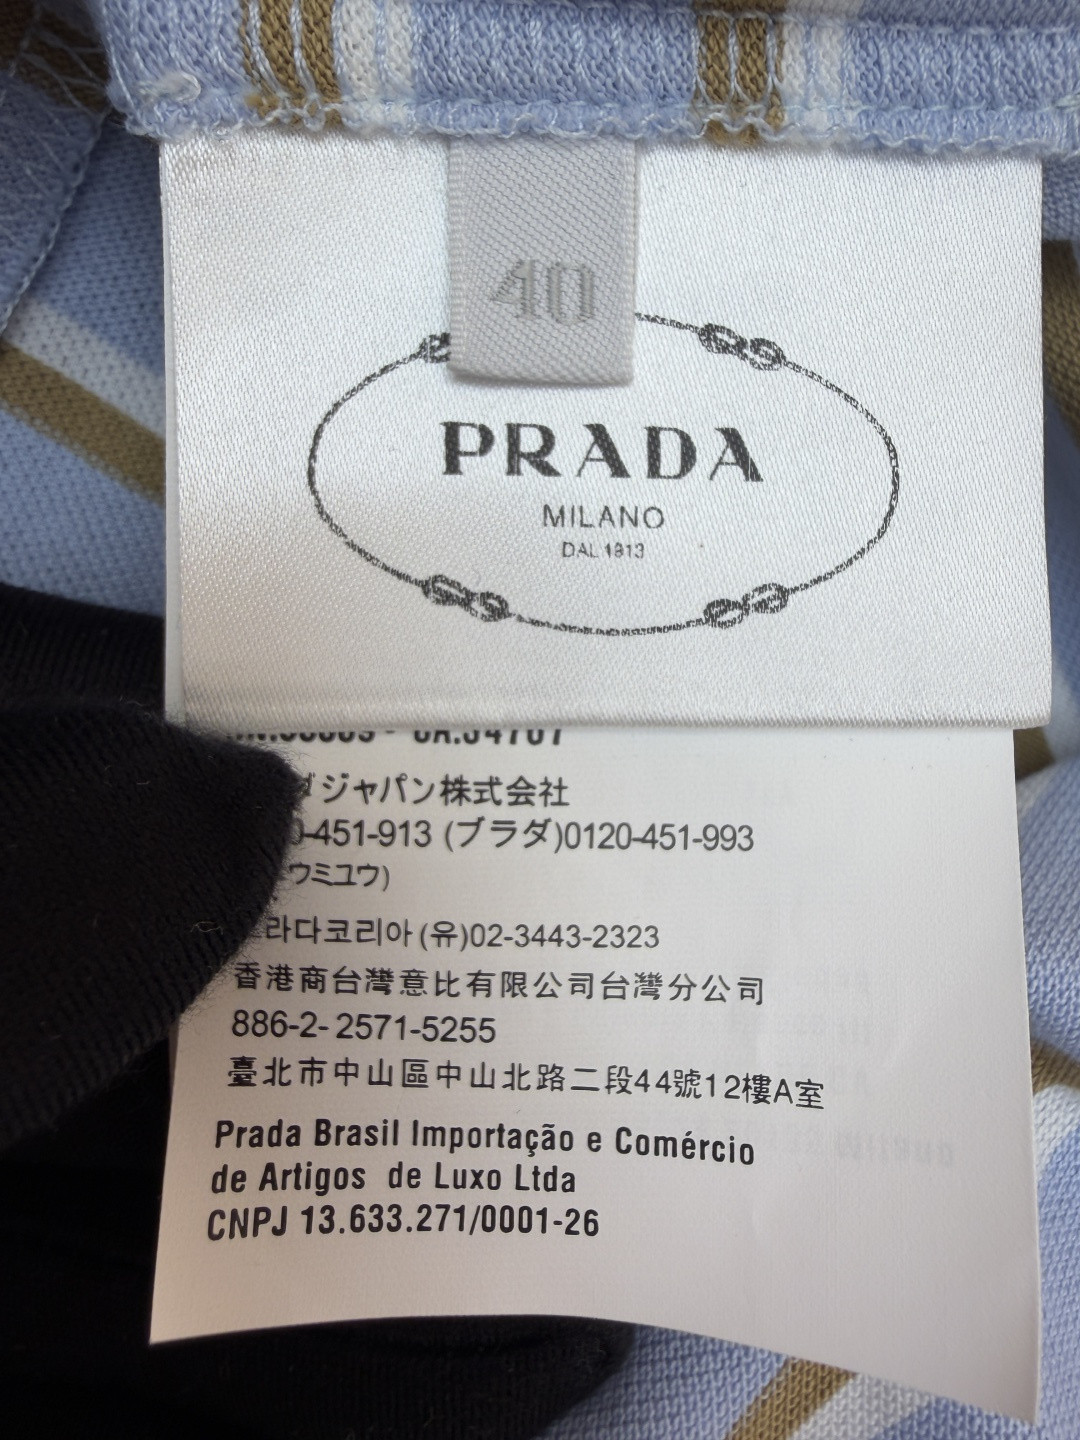 40
PRADA
MILANO
DAL 1913
ジャパン株式会社
-451-913 (プラダ)0120-451-993
ウミュウ)
라다코리아(유)02-3443-2323
香港商台灣意比有限公司台灣分公司
886-2-2571-5255
臺北市中山區中山北路二段44號12樓A室
Prada Brasil Importação e Comércio
de Artigos de Luxo Ltda
CNPJ 13.633.271/0001-26